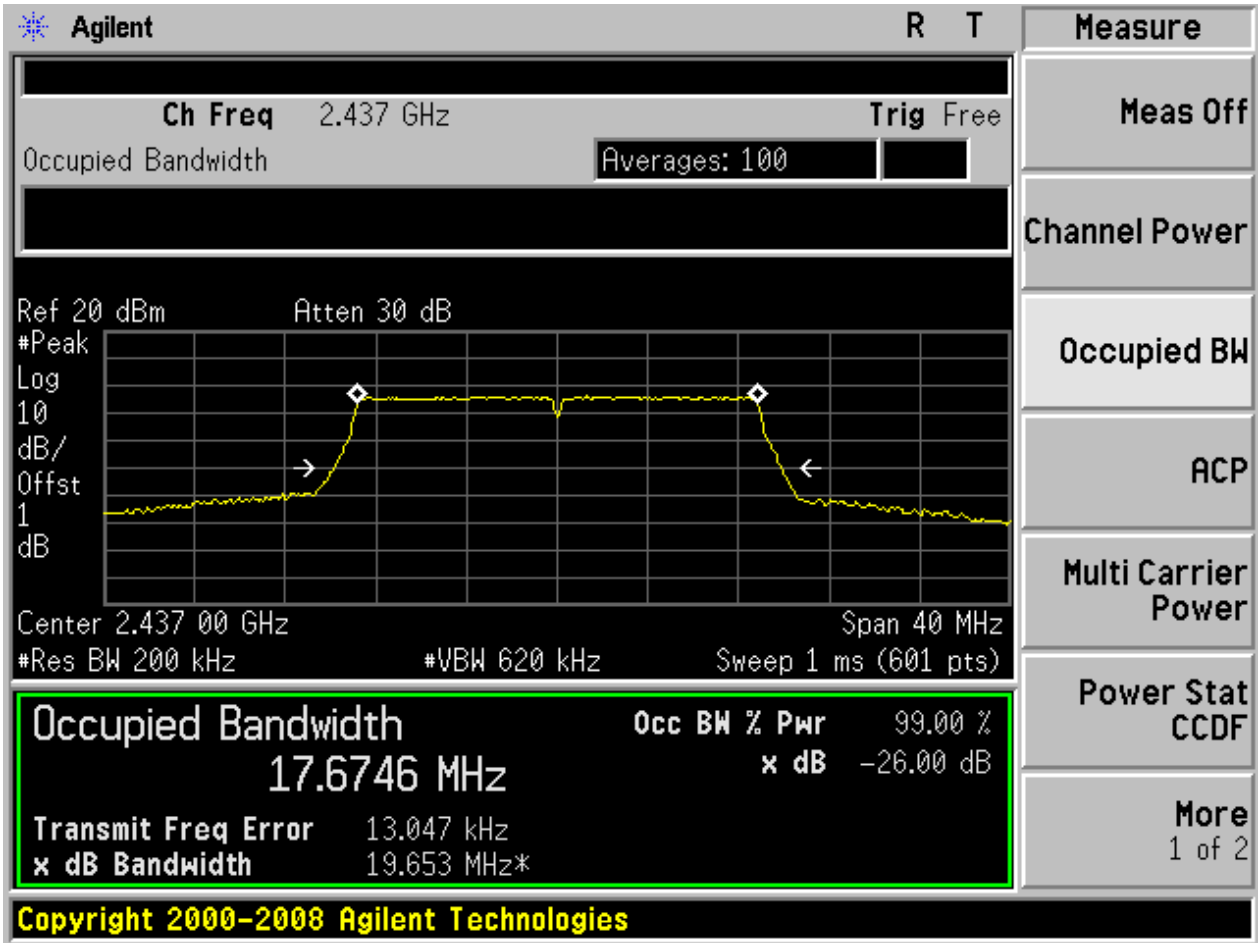 Agilent R T
Measure
Ch Freq 2.437 GHz Trig Free
Occupied Bandwidth Averages: 100
Ref 20 dBm Atten 30 dB
#Peak
Log
10
dB/
Offst
1
dB
Center 2.437 00 GHz Span 40 MHz
#Res BW 200 kHz #VBW 620 kHz Sweep 1 ms (601 pts)
Occupied Bandwidth
17.6746 MHz
Occ BW % Pwr 99.00 %
x dB -26.00 dB
Transmit Freq Error 13.047 kHz
x dB Bandwidth 19.653 MHz*
Meas Off
Channel Power
Occupied BW
ACP
Multi Carrier
Power
Power Stat
CCDF
More
1 of 2
Copyright 2000-2008 Agilent Technologies